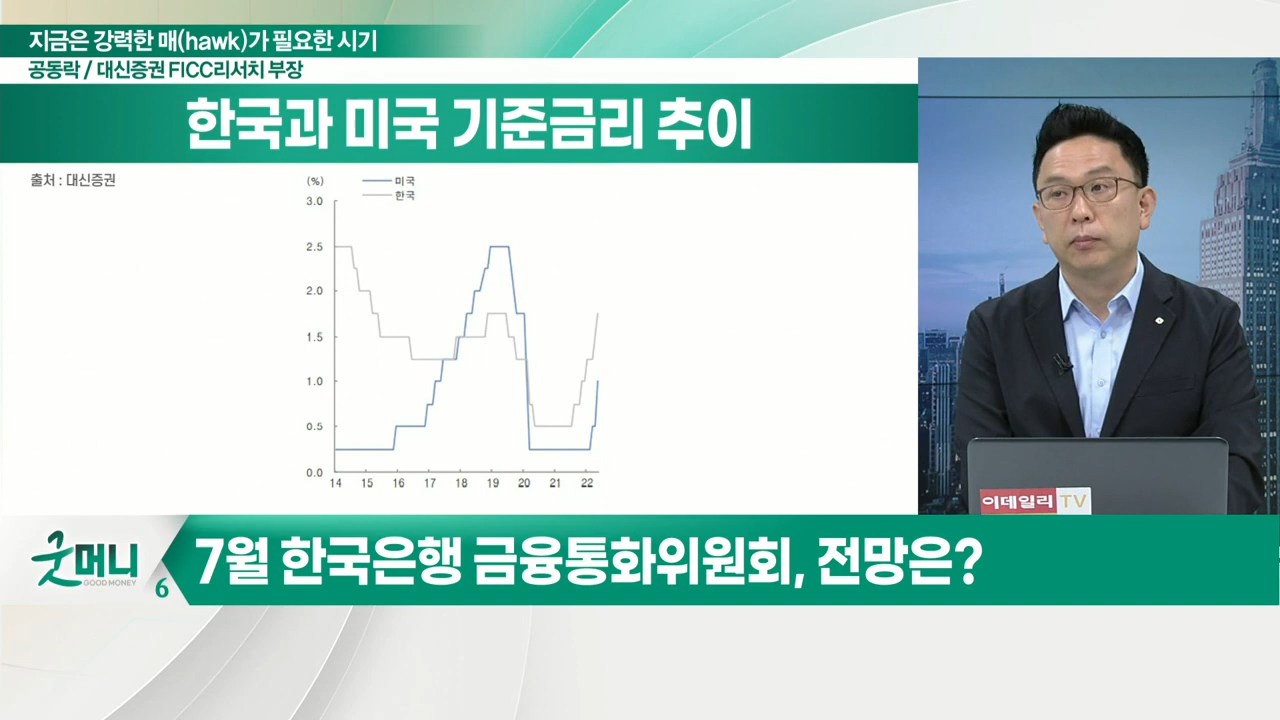 지금은 강력한 매(hawk)가 필요한 시기
공동락 / 대신증권 FICC리서치 부장
한국과 미국 기준금리 추이
출처 : 대신증권
(%)
미국
한국
3.0
2.5
2.0
1.5
1.0
0.5
0.0
14 15 16 17 18 19 20 21 22
이데일리 TV
굿머니
GOOD MONEY
6
7월 한국은행 금융통화위원회, 전망은?